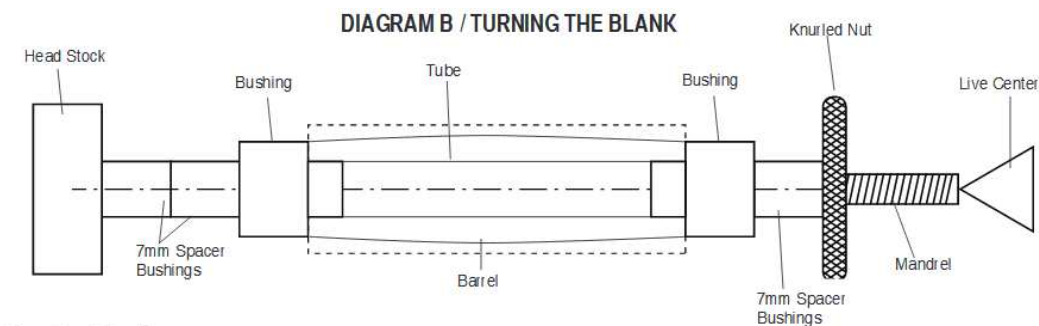 DIAGRAM B / TURNING THE BLANK
Knurled Nut
Head Stock
Tube
Bushing
Bushing
Live Center
7mm Spacer
Bushings
Barrel
Mandrel
7mm Spacer
Bushings